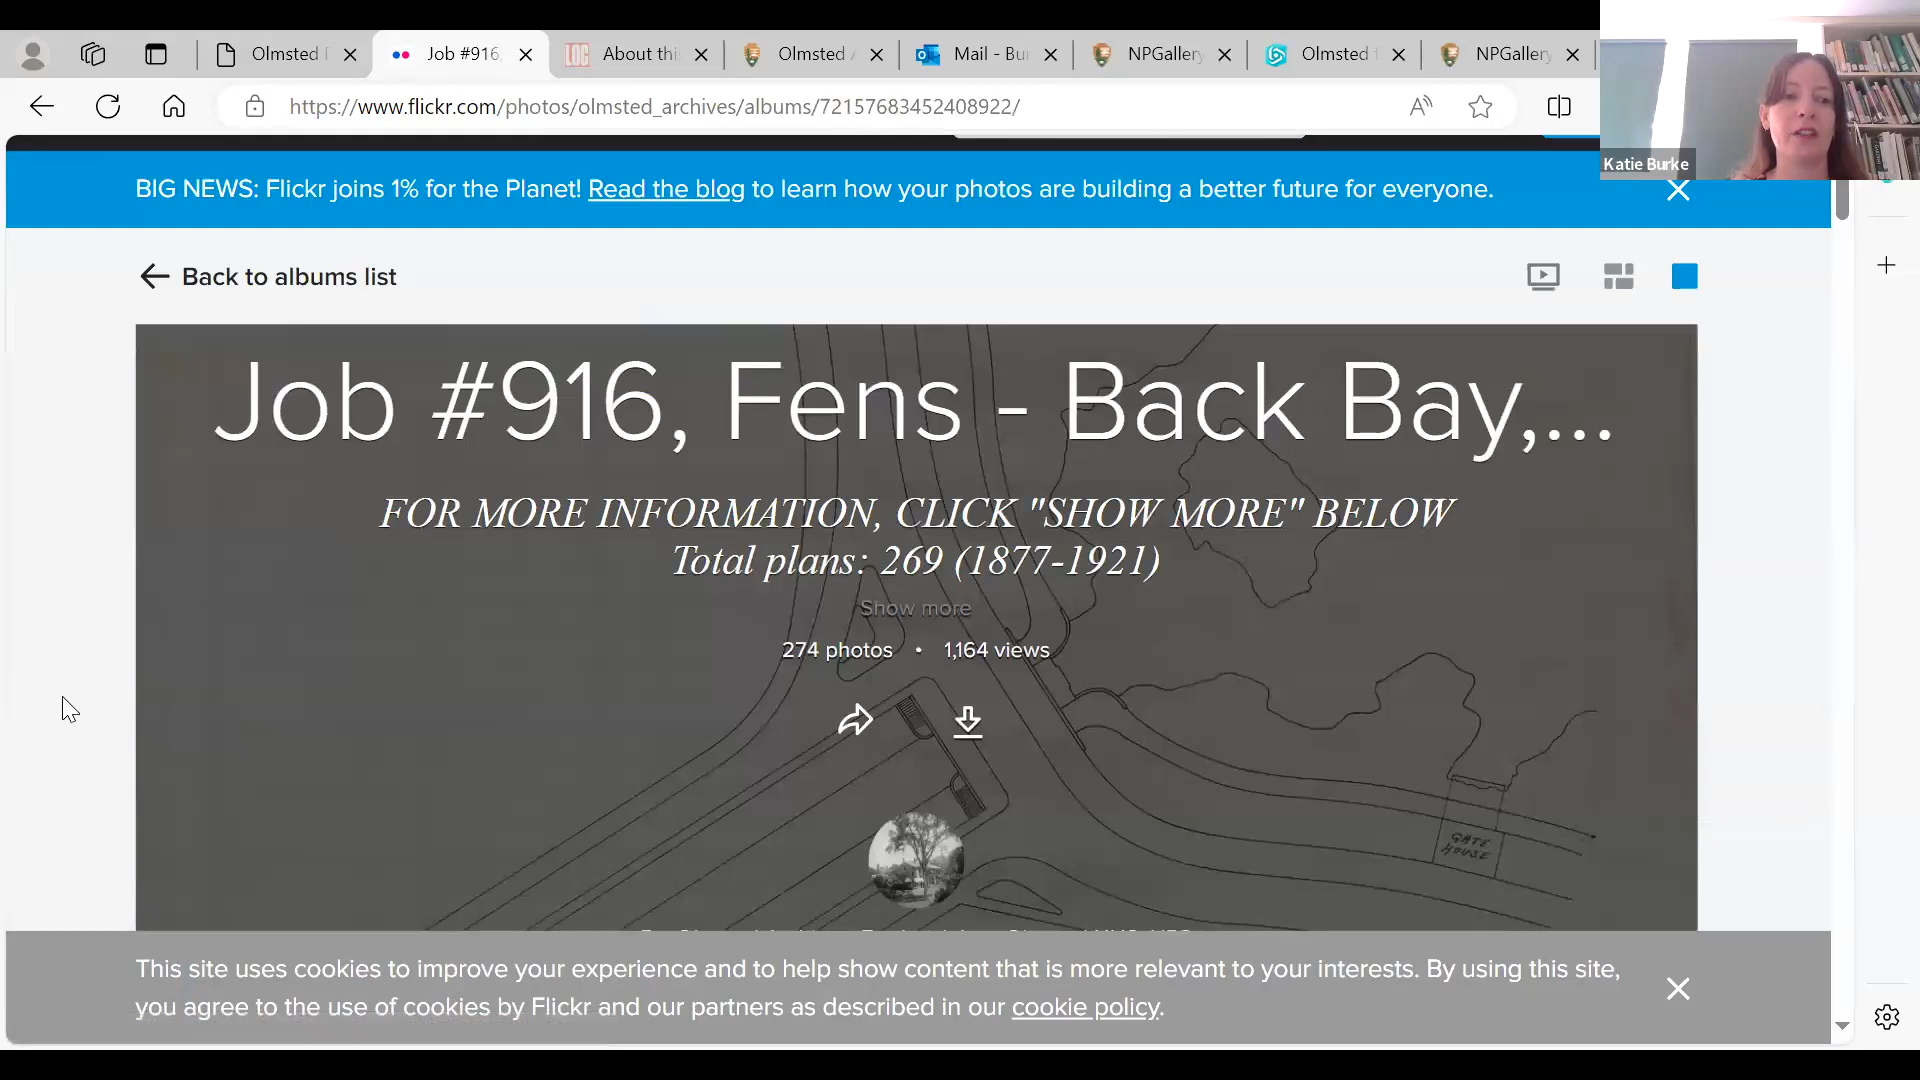 Olmsted
Job #916,
LOC
About thi
Olmsted
Mail - Bu
NPGallery
Olmsted
NPGallery
https://www.flickr.com/photos/olmsted_archives/albums/72157683452408922/
Katie Burke
BIG NEWS: Flickr joins 1% for the Planet! Read the blog to learn how your photos are building a better future for everyone.
Back to albums list
Job #916, Fens - Back Bay,...
FOR MORE INFORMATION, CLICK "SHOW MORE" BELOW
Total plans: 269 (1877-1921)
Show more
274 photos • 1,164 views
GATE
HOUSE
This site uses cookies to improve your experience and to help show content that is more relevant to your interests. By using this site,
you agree to the use of cookies by Flickr and our partners as described in our cookie policy.